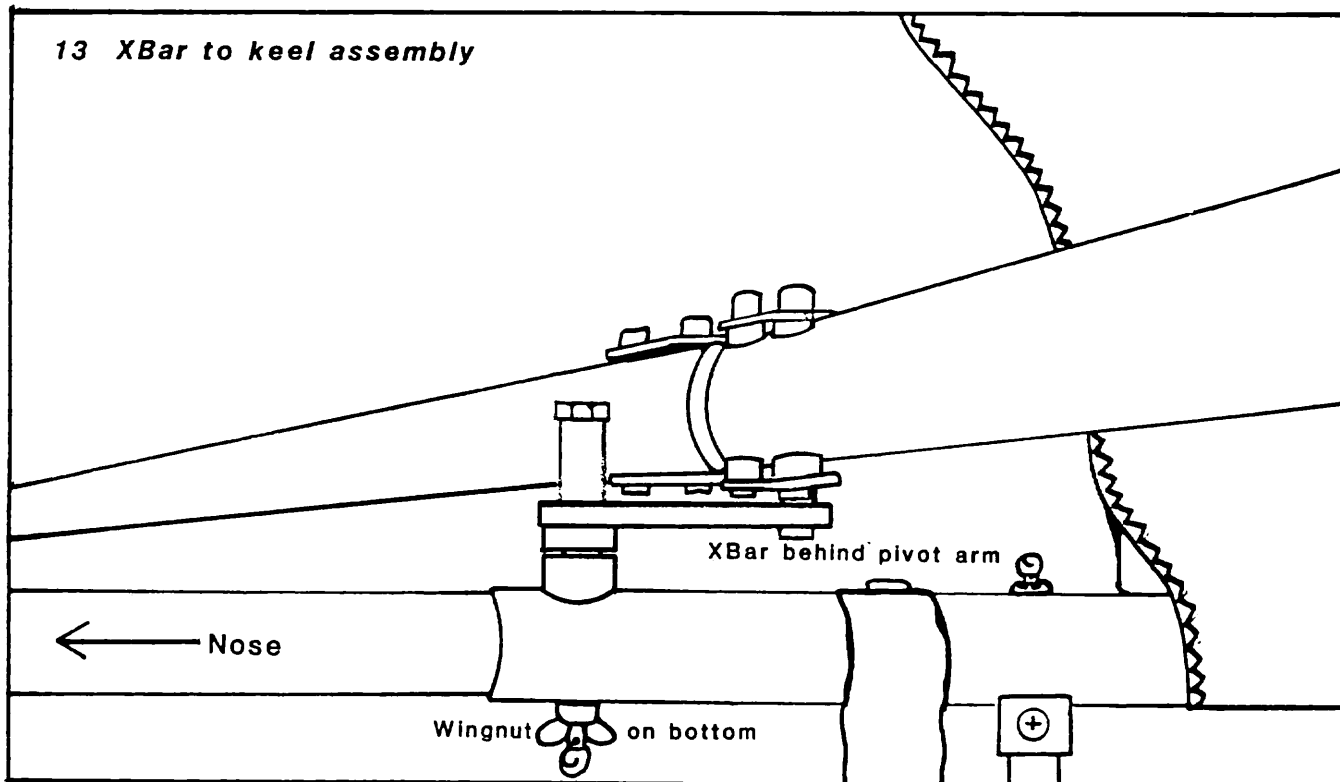 13 XBar to keel assembly
XBar behind pivot arm
Nose
Wingnut on bottom